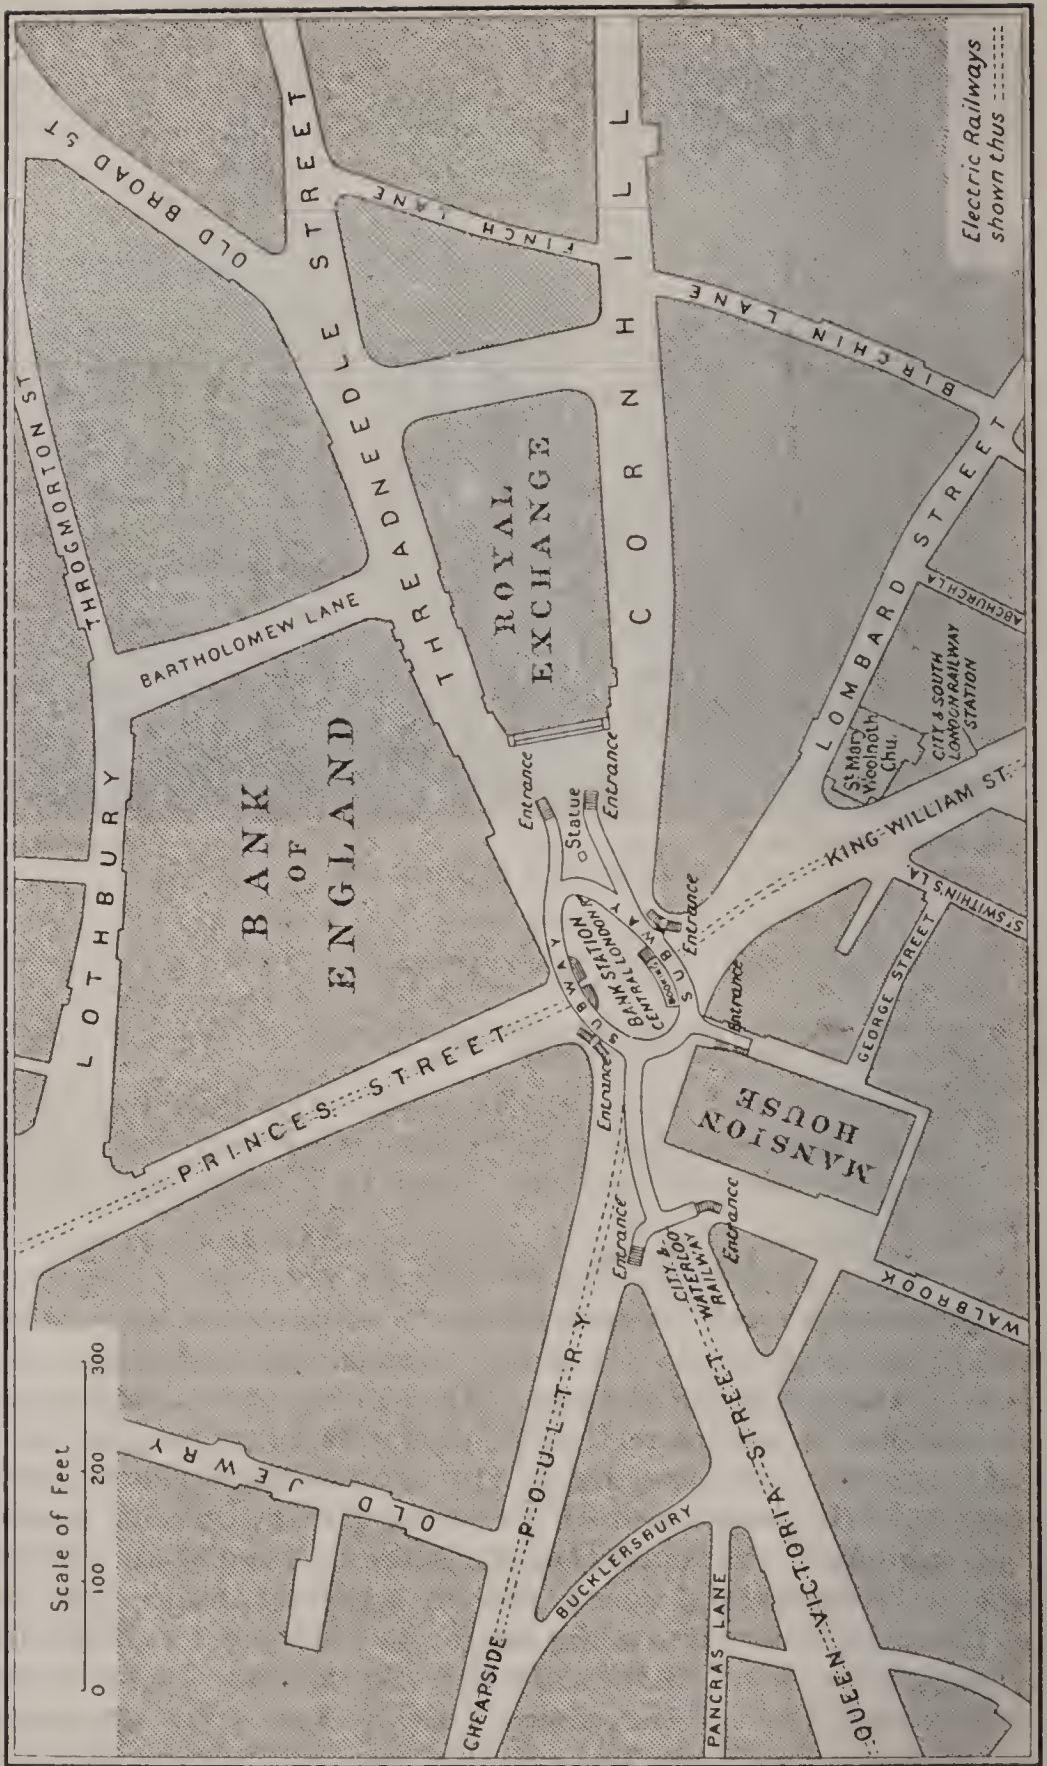 Scale of Feet
0 100 200 300
Electric Railways
shown thus
THROGMORTON ST
OLD BROAD ST
LOTHBURY
BARTHOLOMEW LANE
THREADNEEDLE STREET
FINCH LANE
BANK
OF
ENGLAND
ROYAL
EXCHANGE
CORNHILL
BIRCHIN LANE
PRINCES STREET
OLD JEWRY
Entrance
Entrance
Statue
SUBWAY
SUBWAY
BANK STATION
CENTRAL LONDON RY
BOOKING
Entrance
Entrance
Entrance
Entrance
Entrance
CHEAPSIDE
POULTRY
CITY &
WATERLOO
RAILWAY
MANSION
HOUSE
LOMBARD STREET
St Mary
Woolnoth
Chu.
CITY & SOUTH
LONDON RAILWAY
STATION
ABCHURCH LA
KING WILLIAM ST.
ST SWITHIN'S LA.
GEORGE STREET
WALBROOK
BUCKLERSBURY
PANCRAS LANE
QUEEN VICTORIA STREET